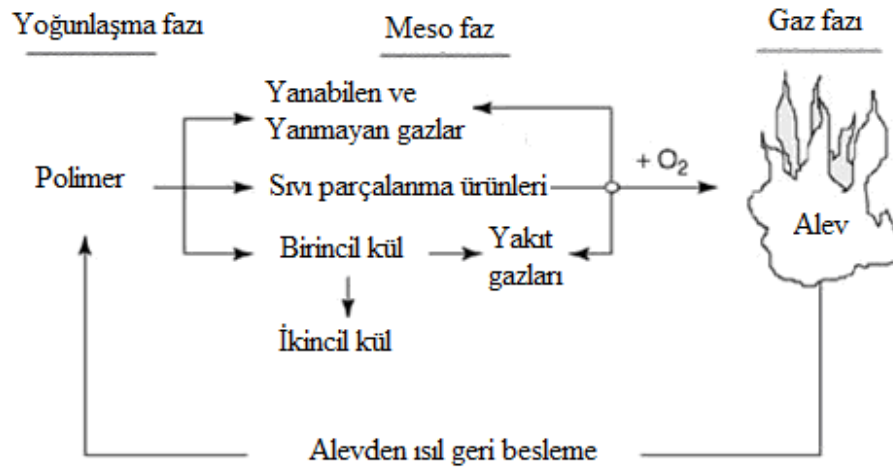 Yoğunlaşma fazı
Meso faz
Gaz fazı
Yanabilen ve
Yanmayan gazlar
+ O₂
Polimer
Sıvı parçalanma ürünleri
Alev
Birincil kül
Yakıt
gazları
İkincil kül
Alevden ısıl geri besleme